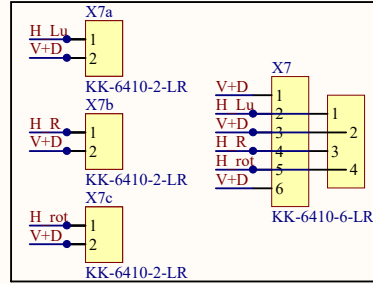 X7a
H_Lu 1
V+D 2
KK-6410-2-LR
X7b
H_R 1
V+D 2
KK-6410-2-LR
X7c
H_rot 1
V+D 2
KK-6410-2-LR
X7
V+D 1
H_Lu 2 1
V+D 3 2
H_R 4 3
H_rot 5 4
V+D 6
KK-6410-6-LR